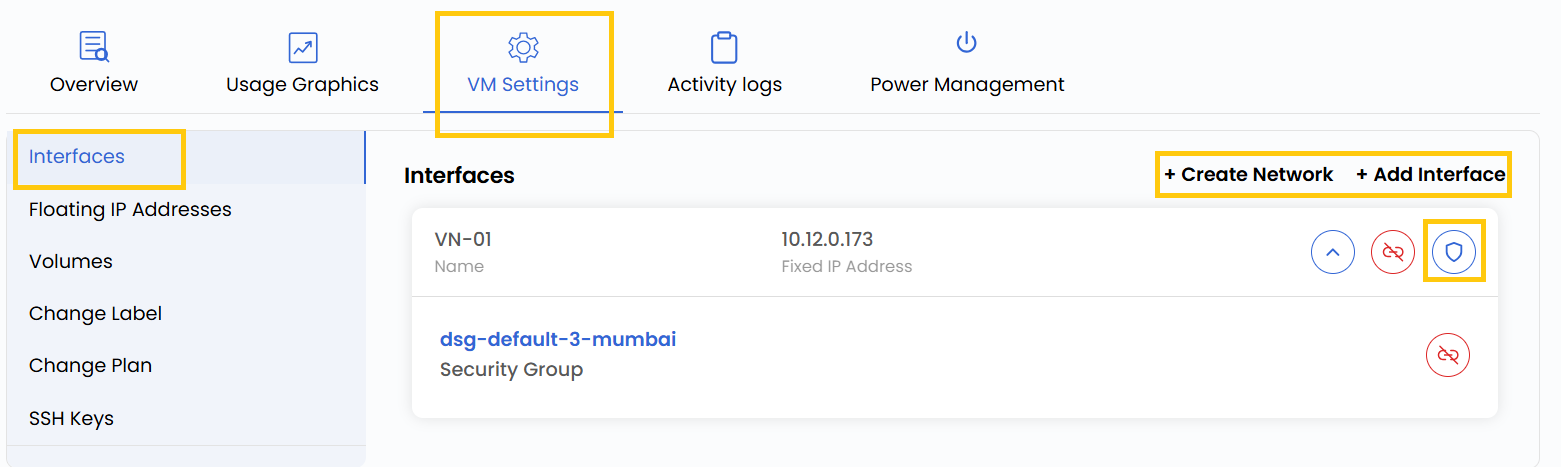 Overview Usage Graphics VM Settings Activity logs Power Management
Interfaces
Floating IP Addresses
Volumes
Change Label
Change Plan
SSH Keys
Interfaces + Create Network + Add Interface
VN-01 10.12.0.173
Name Fixed IP Address
dsg-default-3-mumbai
Security Group